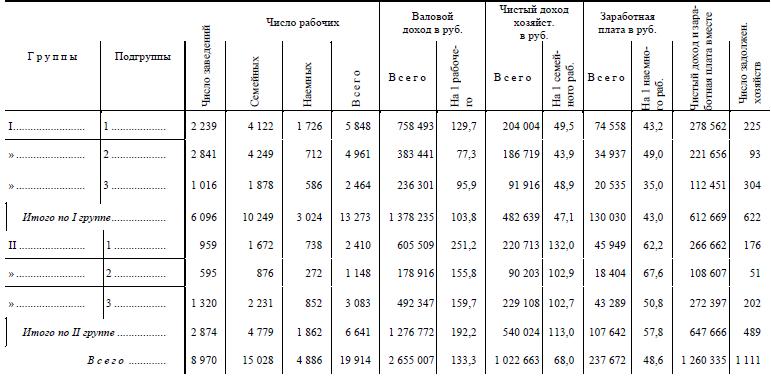 Группы
Подгруппы
Число заведений
Число рабочих
Семейных
Наемных
Всего
Валовой доход в руб.
Всего
На 1 рабоче-го
Чистый доход хозяйст. в руб.
Всего
На 1 семей-ного раб.
Заработная плата в руб.
Всего
На 1 наемно-го раб.
Чистый доход и зара-ботная плата вместе
Число задолжен. хозяйств
I........................ 1 .................. 2 239 4 122 1 726 5 848 758 493 129,7 204 004 49,5 74 558 43,2 278 562 225
» ....................... 2 .................. 2 841 4 249 712 4 961 383 441 77,3 186 719 43,9 34 937 49,0 221 656 93
» ....................... 3 .................. 1 016 1 878 586 2 464 236 301 95,9 91 916 48,9 20 535 35,0 112 451 304
Итого по I группе.................. 6 096 10 249 3 024 13 273 1 378 235 103,8 482 639 47,1 130 030 43,0 612 669 622
II ...................... 1 .................. 959 1 672 738 2 410 605 509 251,2 220 713 132,0 45 949 62,2 266 662 176
» ....................... 2 .................. 595 876 272 1 148 178 916 155,8 90 203 102,9 18 404 67,6 108 607 51
» ....................... 3 .................. 1 320 2 231 852 3 083 492 347 159,7 229 108 102,7 43 289 50,8 272 397 202
Итого по II группе ................ 2 874 4 779 1 862 6 641 1 276 772 192,2 540 024 113,0 107 642 57,8 647 666 489
Всего ............. 8 970 15 028 4 886 19 914 2 655 007 133,3 1 022 663 68,0 237 672 48,6 1 260 335 1 111